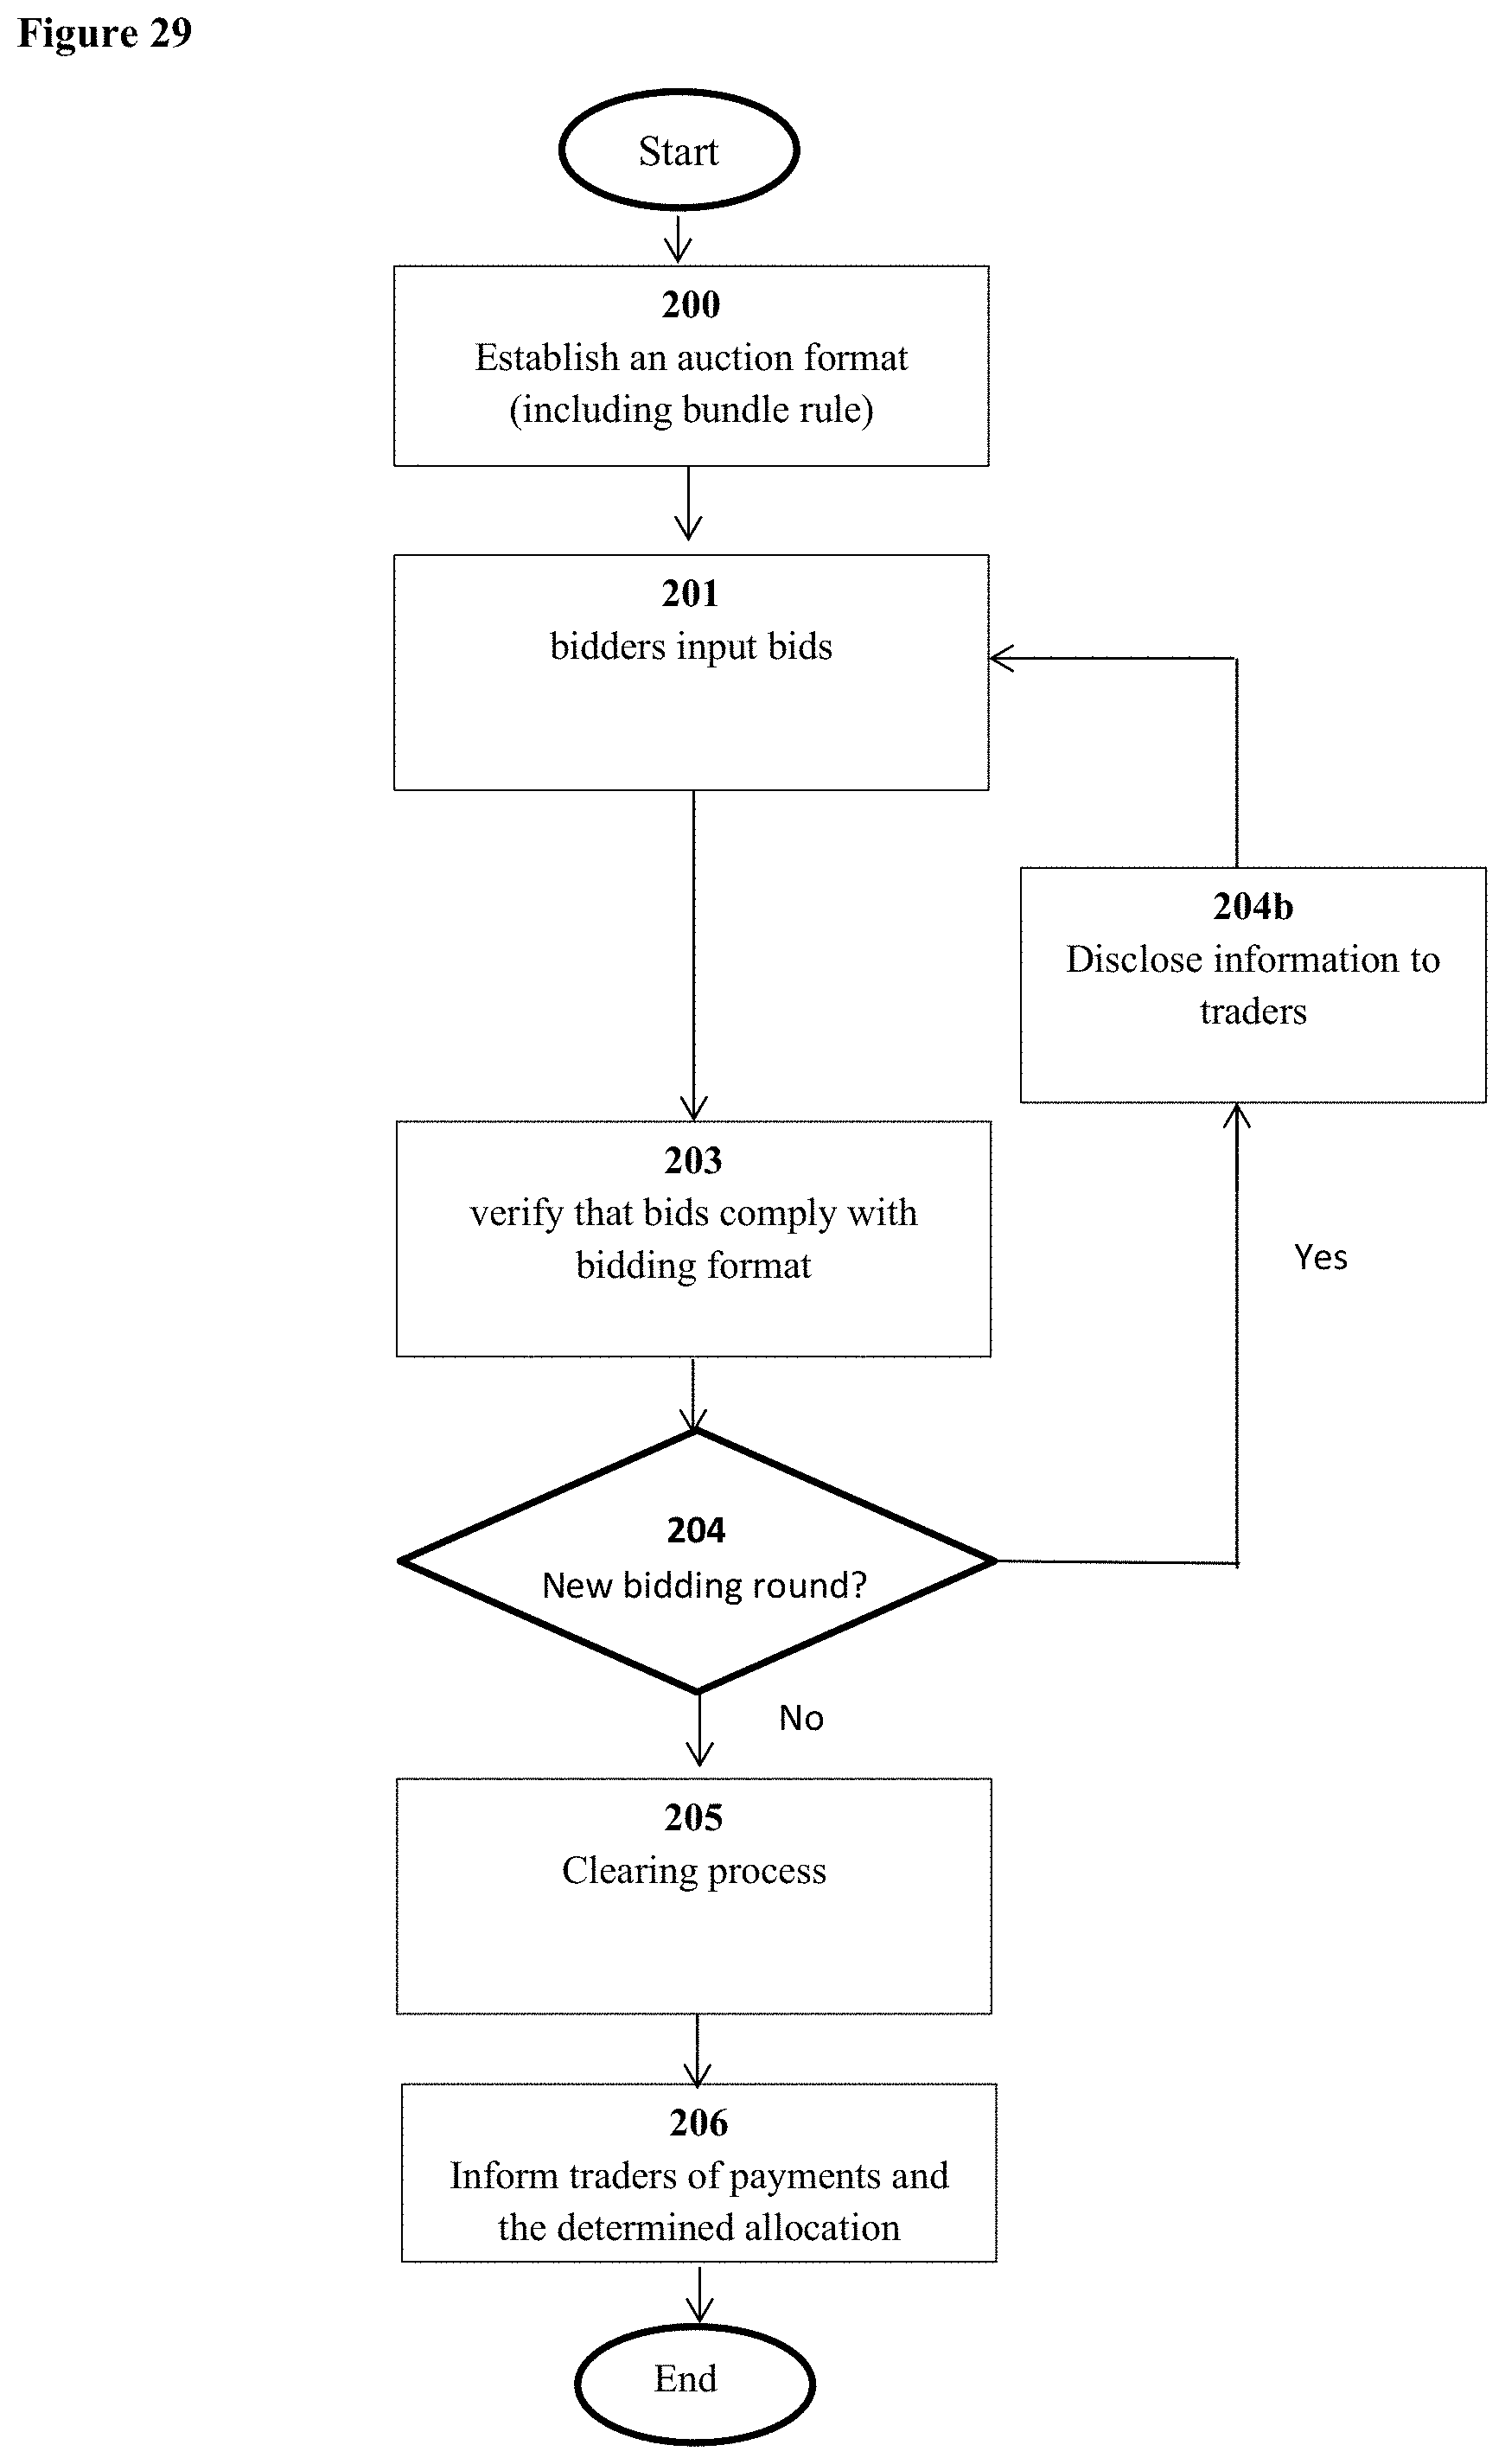 Figure 29
Start
200
Establish an auction format
(including bundle rule)
201
bidders input bids
204b
Disclose information to
traders
203
verify that bids comply with
bidding format
Yes
204
New bidding round?
No
205
Clearing process
206
Inform traders of payments and
the determined allocation
End